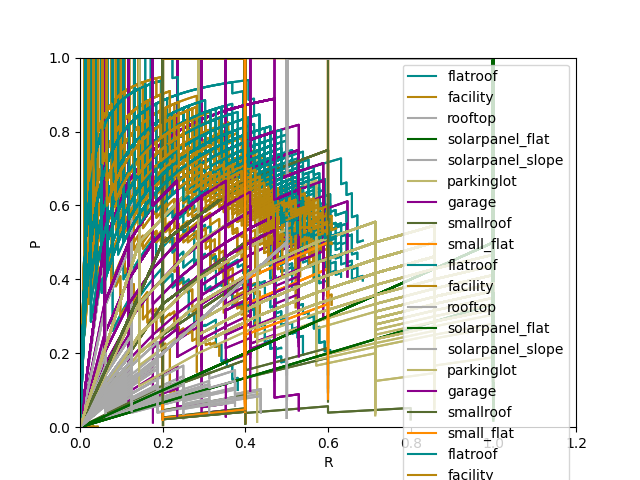 1.0
0.8
0.6
0.4
0.2
0.0
P
0.0 0.2 0.4 0.6 0.8 1.0 1.2
R
flatroof
facility
rooftop
solarpanel_flat
solarpanel_slope
parkinglot
garage
smallroof
small_flat
flatroof
facility
rooftop
solarpanel_flat
solarpanel_slope
parkinglot
garage
smallroof
small_flat
flatroof
facility